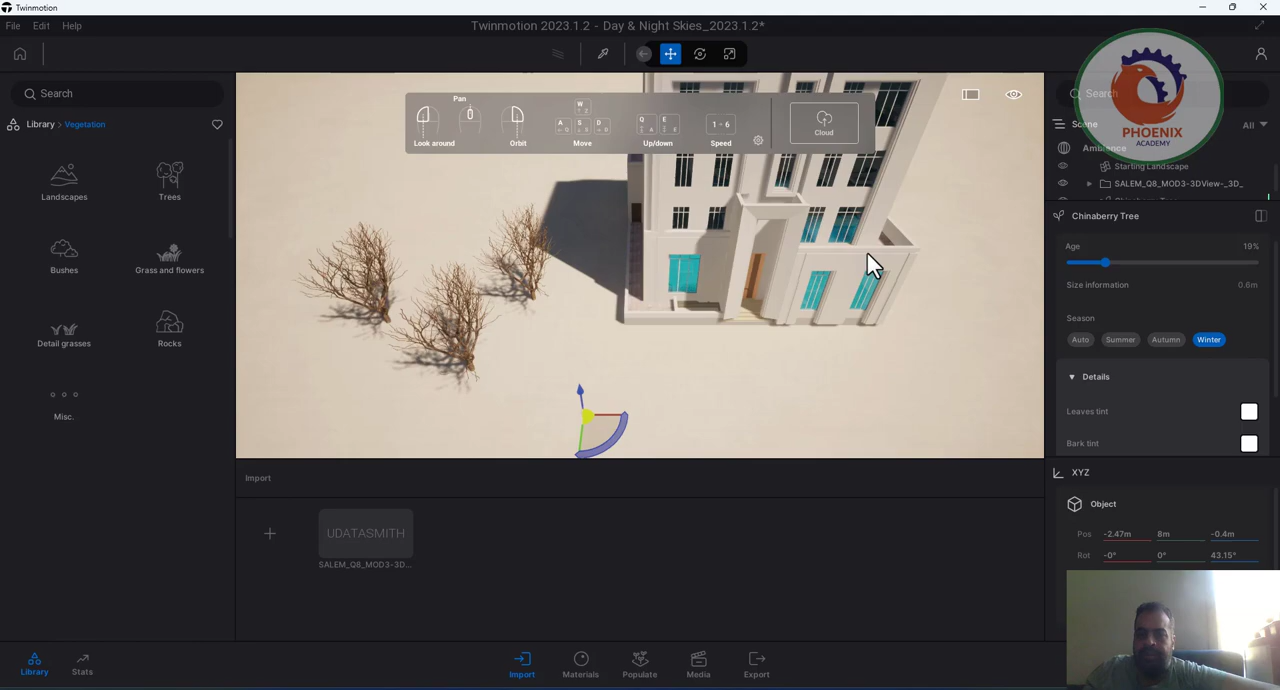 Twinmotion
File Edit Help
Twinmotion 2023.1.2 - Day & Night Skies_2023.1.2*
Search
Library > Vegetation
Landscapes
Trees
Bushes
Grass and flowers
Detail grasses
Rocks
Misc.
Library
Stats
Pan
W
A S D
Q E
1 - 6
Look around
Orbit
Move
Up/down
Speed
Cloud
Import
UDATASMITH
SALEM_Q8_MOD3-3D...
Import
Materials
Populate
Media
Export
Search
PHOENIX
ACADEMY
Scene
All
Ambience
Starting Landscape
SALEM_Q8_MOD3-3DView-_3D_
Chinaberry Tree
Age 19%
Size information 0.6m
Season
Auto Summer Autumn Winter
Details
Leaves tint
Bark tint
XYZ
Object
Pos -2.47m 8m -0.4m
Rot -0° 0° 43.15°